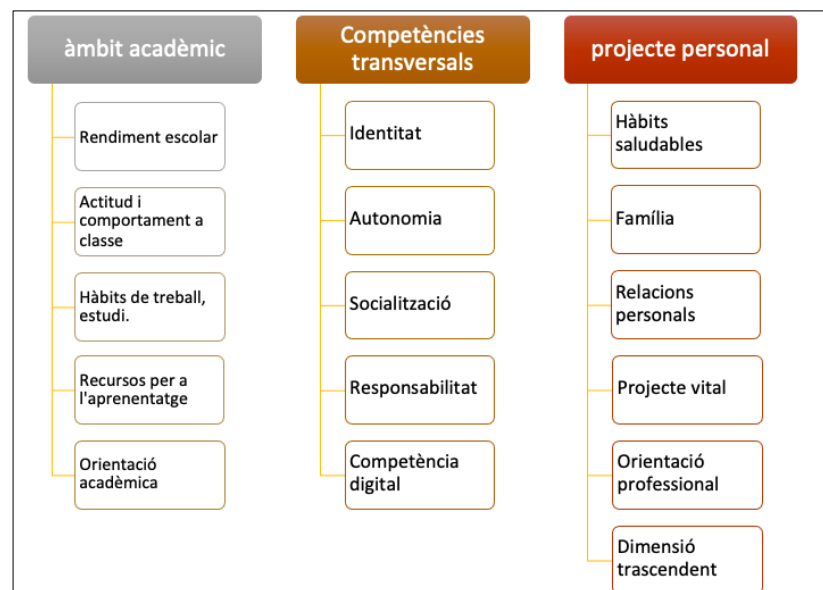 àmbit acadèmic
Rendiment escolar
Actitud i
comportament a
classe
Hàbits de treball,
estudi.
Recursos per a
l'aprenentatge
Orientació
acadèmica
Competències
transversals
Identitat
Autonomia
Socialització
Responsabilitat
Competència
digital
projecte personal
Hàbits
saludables
Família
Relacions
personals
Projecte vital
Orientació
professional
Dimensió
trascendent